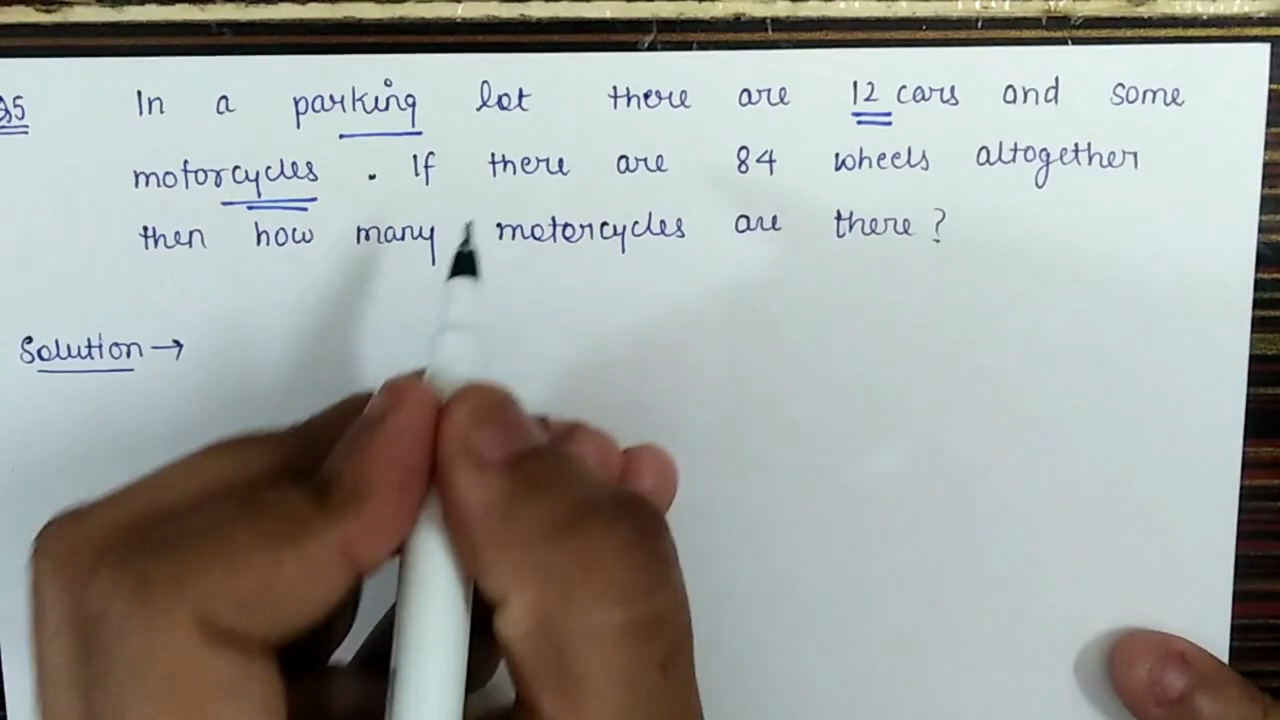 35
In a parking lot there are 12 cars and some
motorcycles . If there are 84 wheels altogether
then how many motorcycles are there ?
Solution →